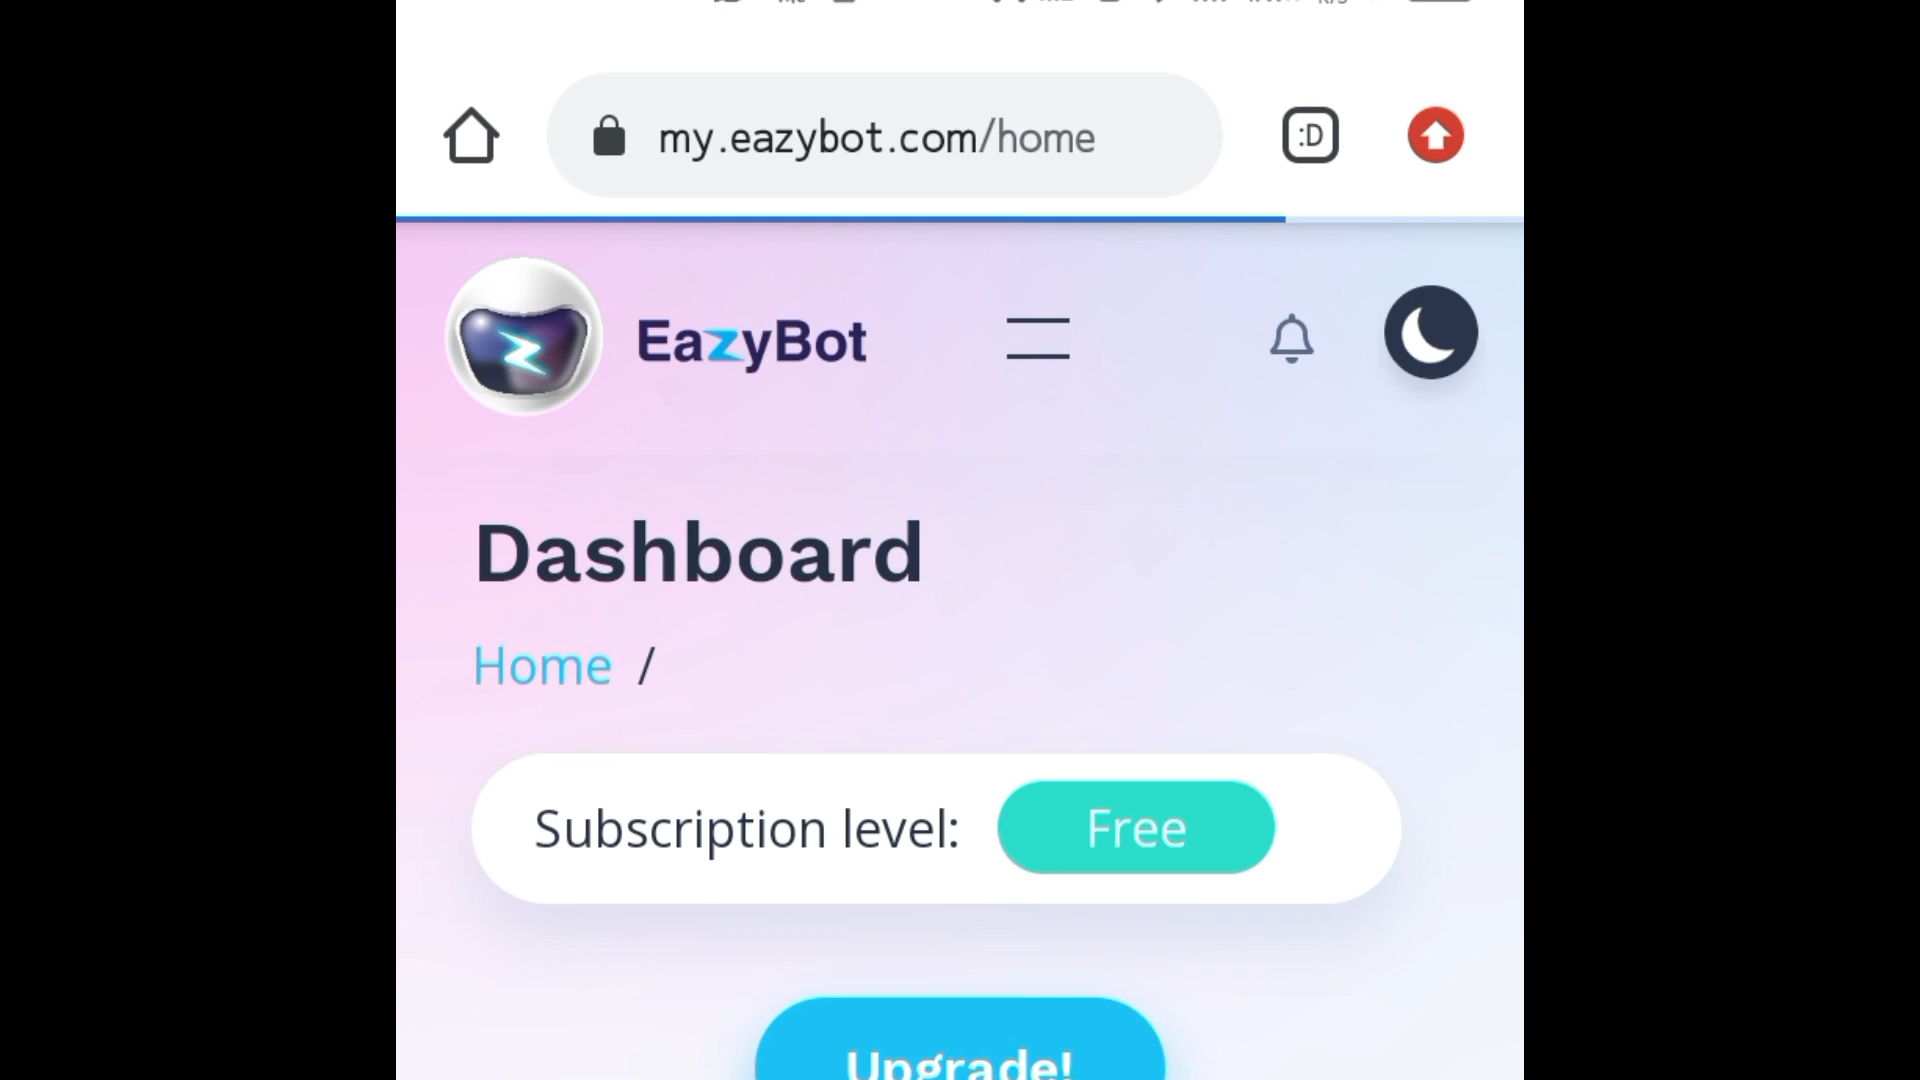 my.eazybot.com/home
:D
EazyBot
Dashboard
Home /
Subscription level: Free
Upgrade!